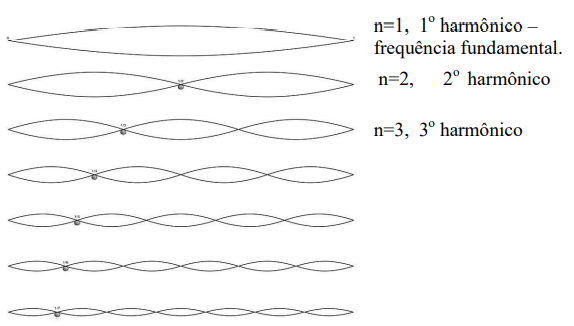 n=1, 1º harmônico –
frequência fundamental.
n=2, 2º harmônico
n=3, 3º harmônico